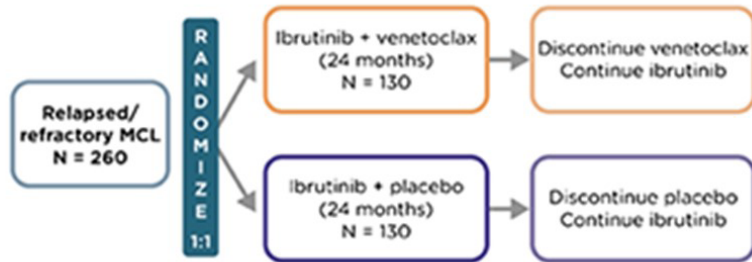 Relapsed/
refractory MCL
N = 260
RANDOMIZE
1:1
Ibrutinib + venetoclax
(24 months)
N = 130
Discontinue venetoclax
Continue ibrutinib
Ibrutinib + placebo
(24 months)
N = 130
Discontinue placebo
Continue ibrutinib